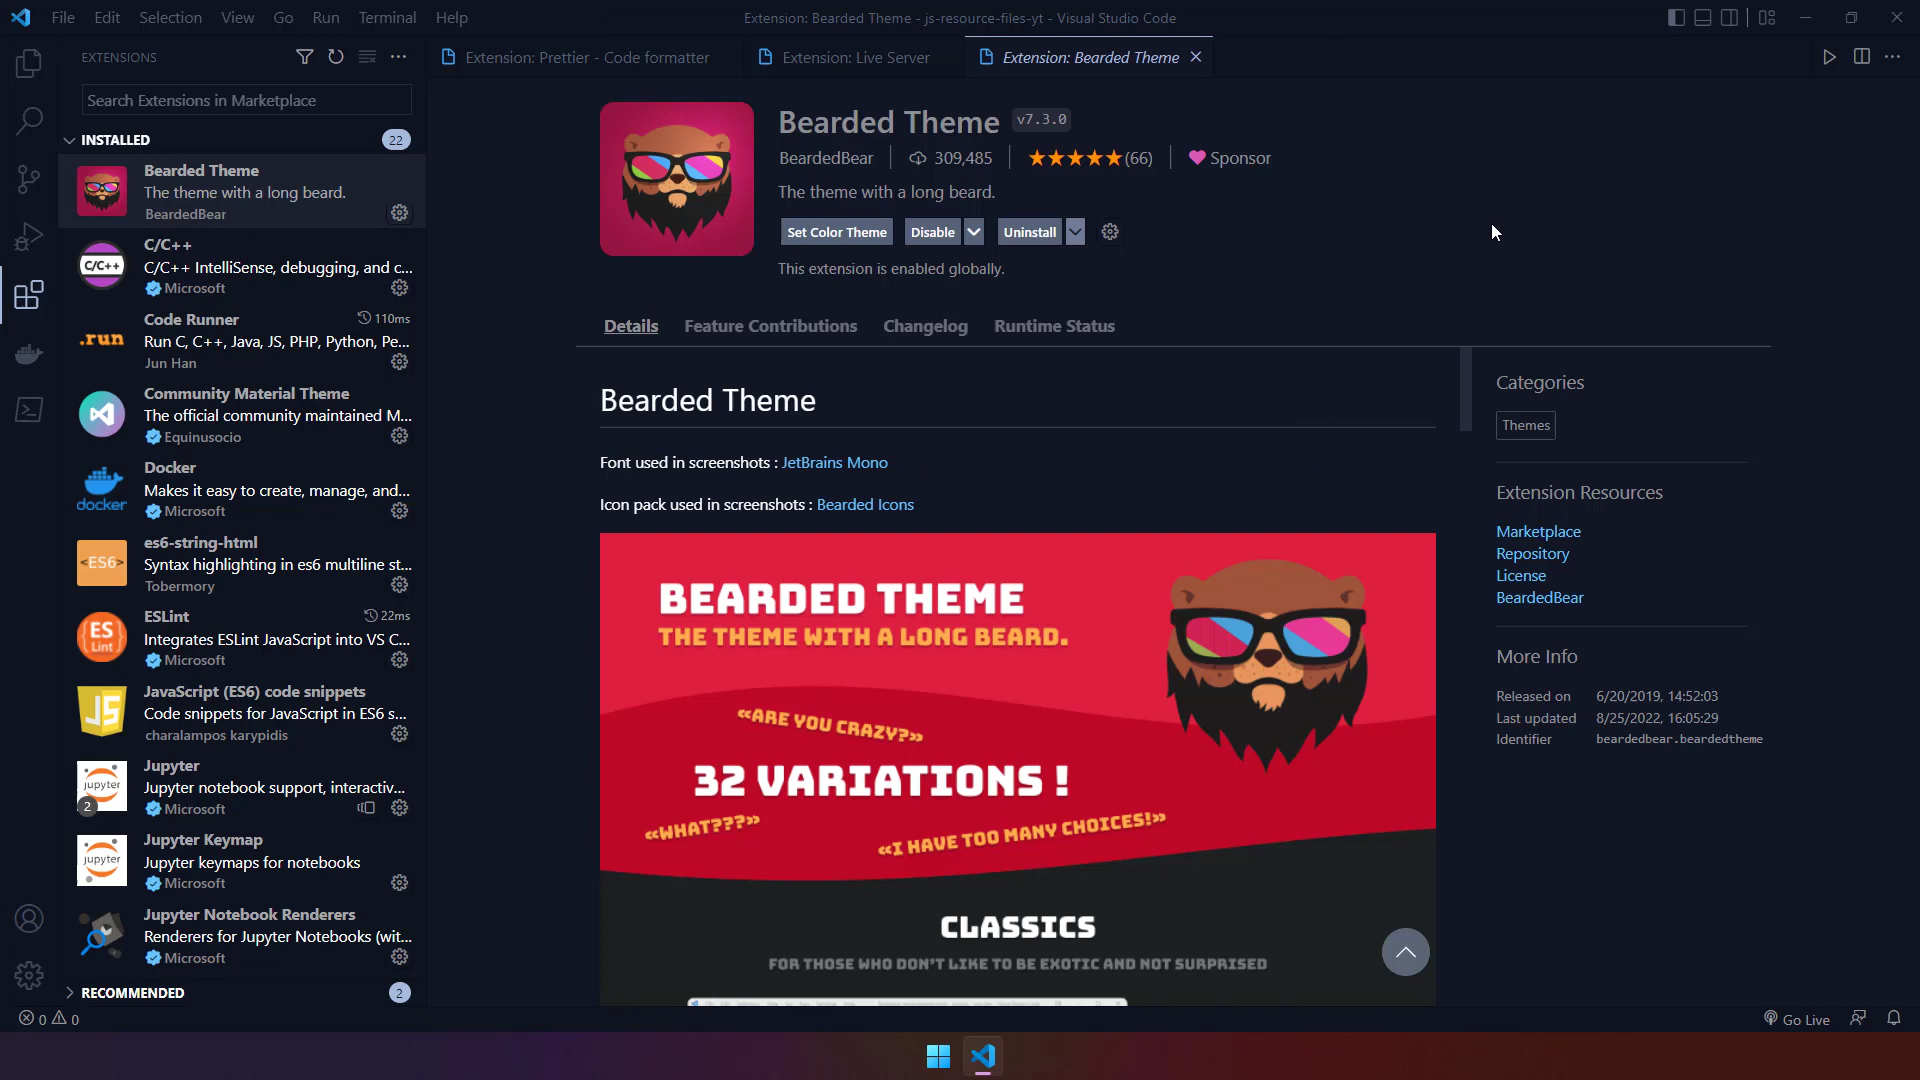 File Edit Selection View Go Run Terminal Help
Extension: Bearded Theme - js-resource-files-yt - Visual Studio Code
EXTENSIONS
Extension: Prettier - Code formatter
Extension: Live Server
Extension: Bearded Theme
Search Extensions in Marketplace
INSTALLED 22
Bearded Theme
The theme with a long beard.
BeardedBear
C/C++
C/C++
C/C++ IntelliSense, debugging, and c...
Microsoft
Code Runner 110ms
.run
Run C, C++, Java, JS, PHP, Python, Pe...
Jun Han
Community Material Theme
The official community maintained M...
Equinusocio
Docker
docker
Makes it easy to create, manage, and...
Microsoft
es6-string-html
<ES6>
Syntax highlighting in es6 multiline st...
Tobermory
ESLint 22ms
ES
Lint
Integrates ESLint JavaScript into VS C...
Microsoft
JavaScript (ES6) code snippets
JS
Code snippets for JavaScript in ES6 s...
charalampos karypidis
Jupyter
jupyter
2
Jupyter notebook support, interactiv...
Microsoft
Jupyter Keymap
jupyter
Jupyter keymaps for notebooks
Microsoft
Jupyter Notebook Renderers
Renderers for Jupyter Notebooks (wit...
Microsoft
RECOMMENDED 2
Bearded Theme v7.3.0
BeardedBear 309,485 ★★★★★(66) Sponsor
The theme with a long beard.
Set Color Theme Disable Uninstall
This extension is enabled globally.
Details Feature Contributions Changelog Runtime Status
Bearded Theme
Font used in screenshots : JetBrains Mono
Icon pack used in screenshots : Bearded Icons
BEARDED THEME
THE THEME WITH A LONG BEARD.
«ARE YOU CRAZY?»
32 VARIATIONS !
«WHAT???»
«I HAVE TOO MANY CHOICES!»
CLASSICS
FOR THOSE WHO DON'T LIKE TO BE EXOTIC AND NOT SURPRISED
Categories
Themes
Extension Resources
Marketplace
Repository
License
BeardedBear
More Info
Released on 6/20/2019, 14:52:03
Last updated 8/25/2022, 16:05:29
Identifier beardedbear.beardedtheme
0 0
Go Live